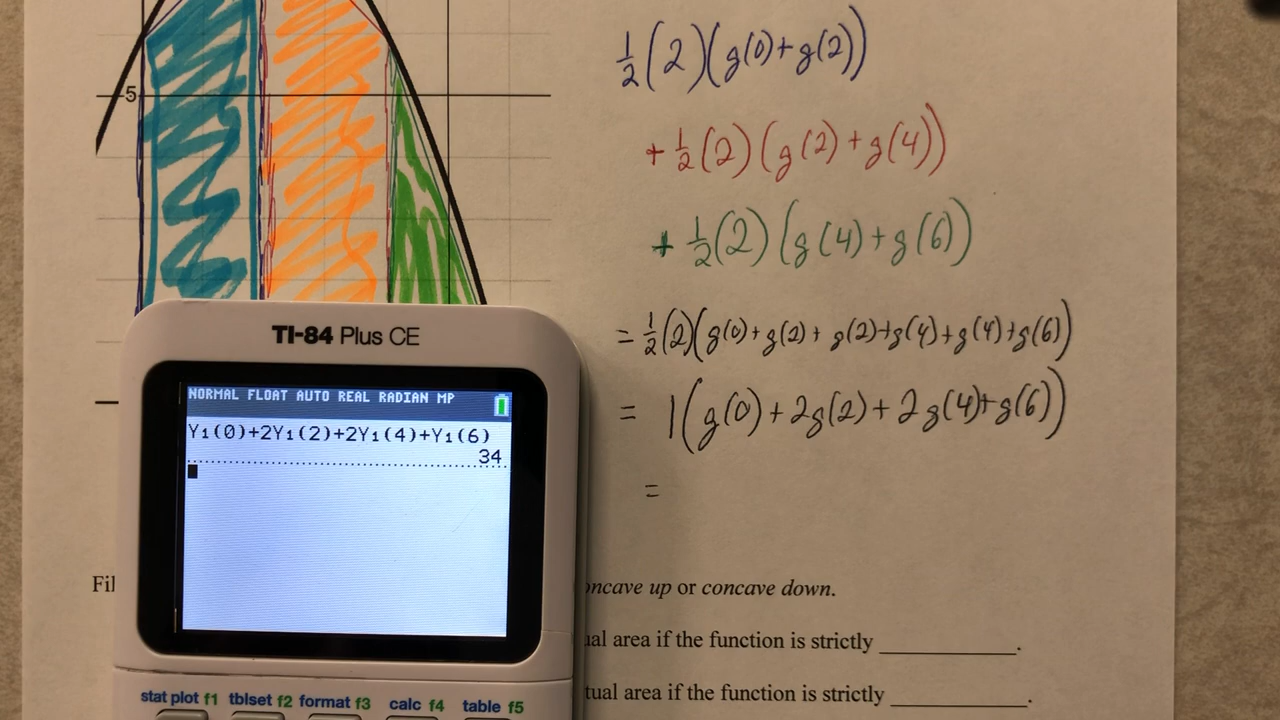 ½(2)(g(0)+g(2))
+ ½(2)(g(2)+g(4))
+ ½(2)(g(4)+g(6))
= ½(2)(g(0)+g(2)+g(2)+g(4)+g(4)+g(6))
= 1(g(0)+2g(2)+2g(4)+g(6))
=
5
TI-84 Plus CE
NORMAL FLOAT AUTO REAL RADIAN MP
Y₁(0)+2Y₁(2)+2Y₁(4)+Y₁(6)
34
stat plot f1 tblset f2 format f3 calc f4 table f5
concave up or concave down.
area if the function is strictly ____________.
area if the function is strictly ____________.